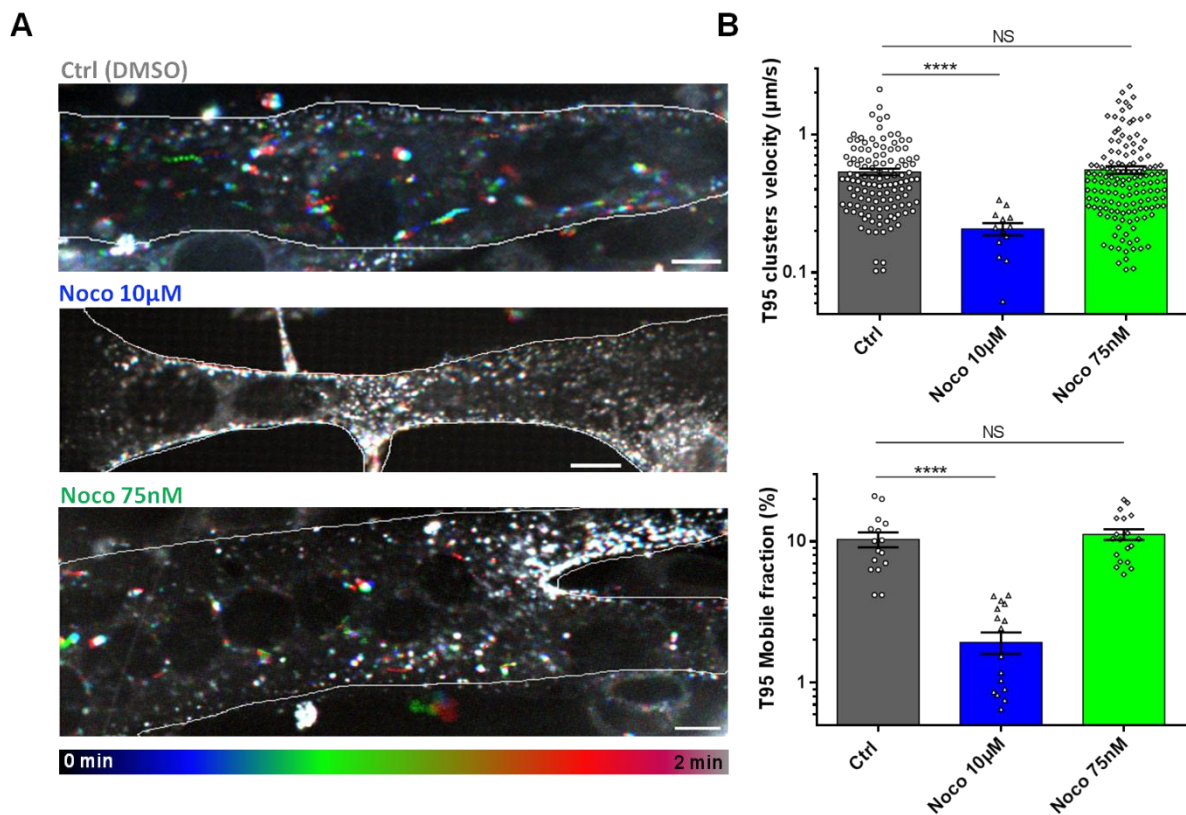 A
Ctrl (DMSO)
Noco 10µM
Noco 75nM
0 min
2 min
B
NS
****
T95 clusters velocity (µm/s)
1
0.1
Ctrl
Noco 10µM
Noco 75nM
NS
****
T95 Mobile fraction (%)
10
1
Ctrl
Noco 10µM
Noco 75nM